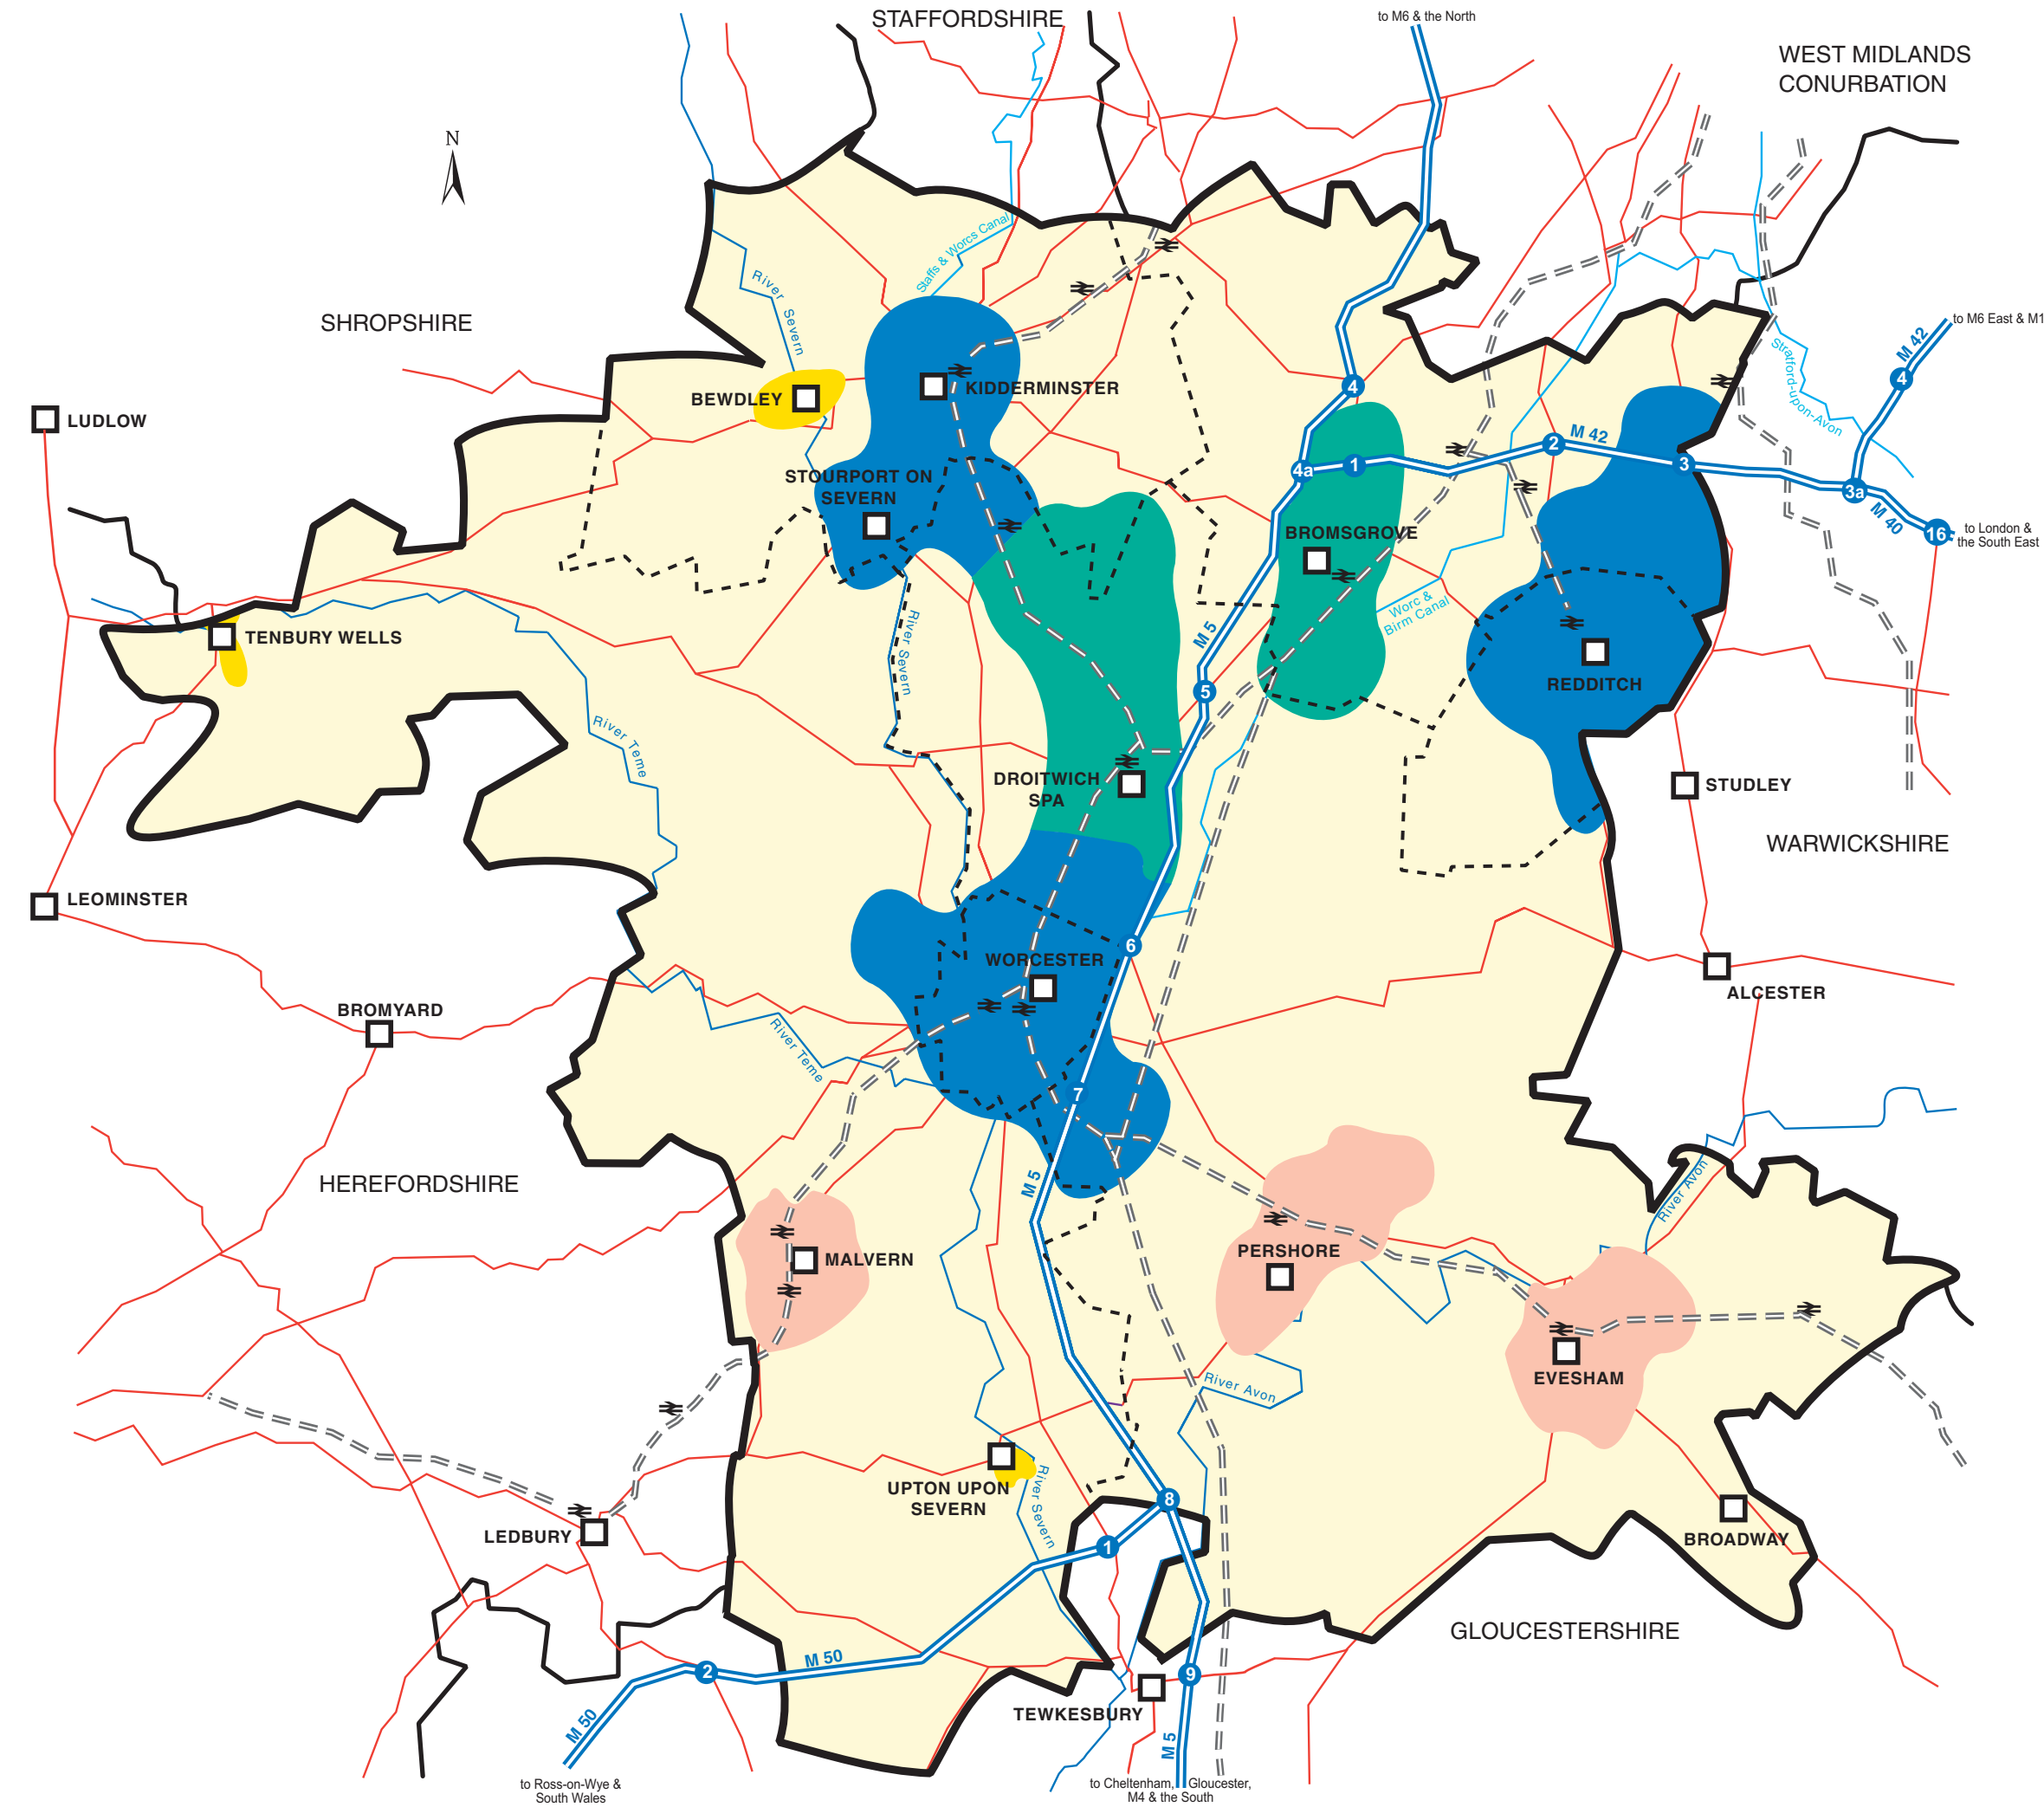 STAFFORDSHIRE
to M6 & the North
WEST MIDLANDS
CONURBATION
N
Staffs & Worcs Canal
River Severn
SHROPSHIRE
to M6 East & M1
M 42
4
Stratford-upon-Avon
4
KIDDERMINSTER
BEWDLEY
LUDLOW
2
M 42
4a
1
3
3a
M 40
16
to London &
the South East
STOURPORT ON
SEVERN
BROMSGROVE
Worc &
Birm Canal
M 5
TENBURY WELLS
River Severn
REDDITCH
5
River Teme
DROITWICH
SPA
STUDLEY
WARWICKSHIRE
LEOMINSTER
6
WORCESTER
ALCESTER
BROMYARD
River Teme
7
HEREFORDSHIRE
M 5
River Avon
MALVERN
PERSHORE
EVESHAM
River Avon
UPTON UPON
SEVERN
River Severn
8
LEDBURY
1
BROADWAY
GLOUCESTERSHIRE
M 50
2
9
TEWKESBURY
M 50
M 5
to Ross-on-Wye &
South Wales
to Cheltenham, Gloucester,
M4 & the South